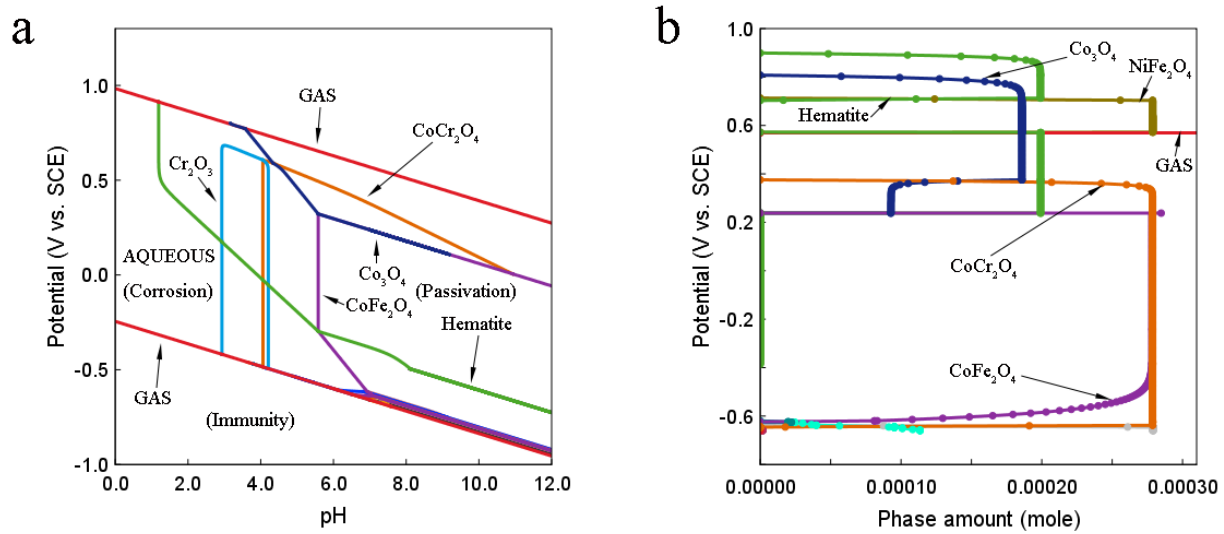 a
b
Potential (V vs. SCE)
1.0
0.5
0.0
-0.5
-1.0
GAS
CoCr₂O₄
Cr₂O₃
AQUEOUS
(Corrosion)
Co₃O₄
(Passivation)
CoFe₂O₄
Hematite
GAS
(Immunity)
0.0 2.0 4.0 6.0 8.0 10.0 12.0
pH
Potential (V vs. SCE)
1.0
0.6
0.2
-0.2
-0.6
Co₃O₄
NiFe₂O₄
Hematite
GAS
CoCr₂O₄
CoFe₂O₄
0.00000 0.00010 0.00020 0.00030
Phase amount (mole)